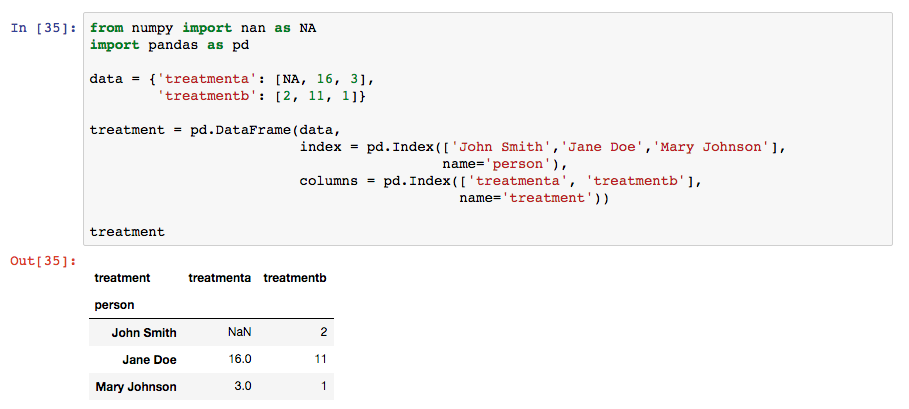 In [35]: from numpy import nan as NA
import pandas as pd
data = {'treatmenta': [NA, 16, 3],
'treatmentb': [2, 11, 1]}
treatment = pd.DataFrame(data,
index = pd.Index(['John Smith','Jane Doe','Mary Johnson'],
name='person'),
columns = pd.Index(['treatmenta', 'treatmentb'],
name='treatment'))
treatment
Out[35]:
treatment treatmenta treatmentb
person
John Smith NaN 2
Jane Doe 16.0 11
Mary Johnson 3.0 1